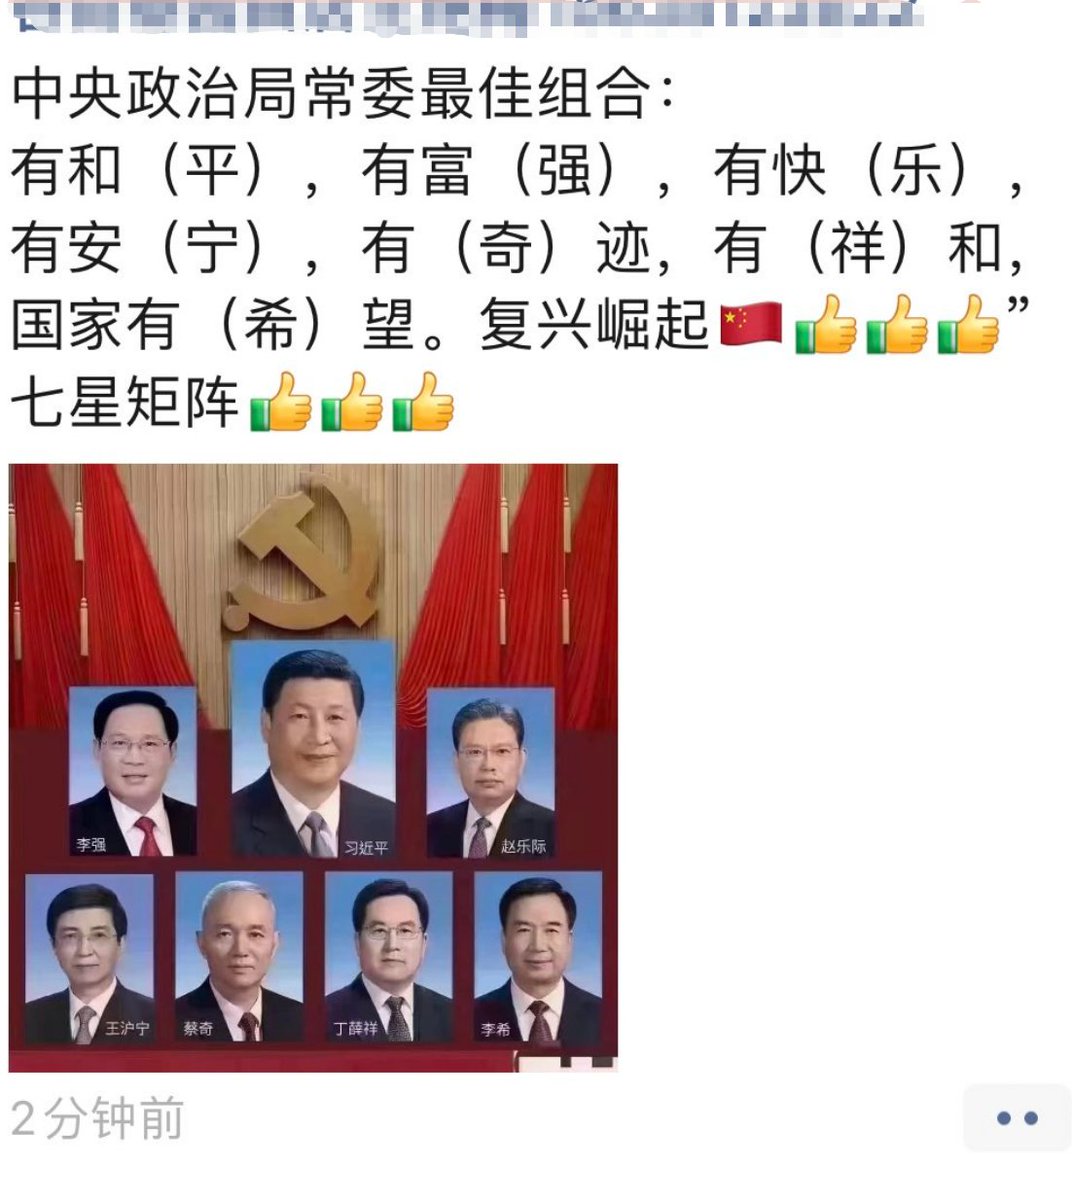 中央政治局常委最佳组合：
有和（平），有富（强），有快（乐），
有安（宁），有（奇）迹，有（祥）和，
国家有（希）望。复兴崛起🇨🇳👍👍👍”
七星矩阵👍👍👍
李强
习近平
赵乐际
王沪宁
蔡奇
丁薛祥
李希
2分钟前